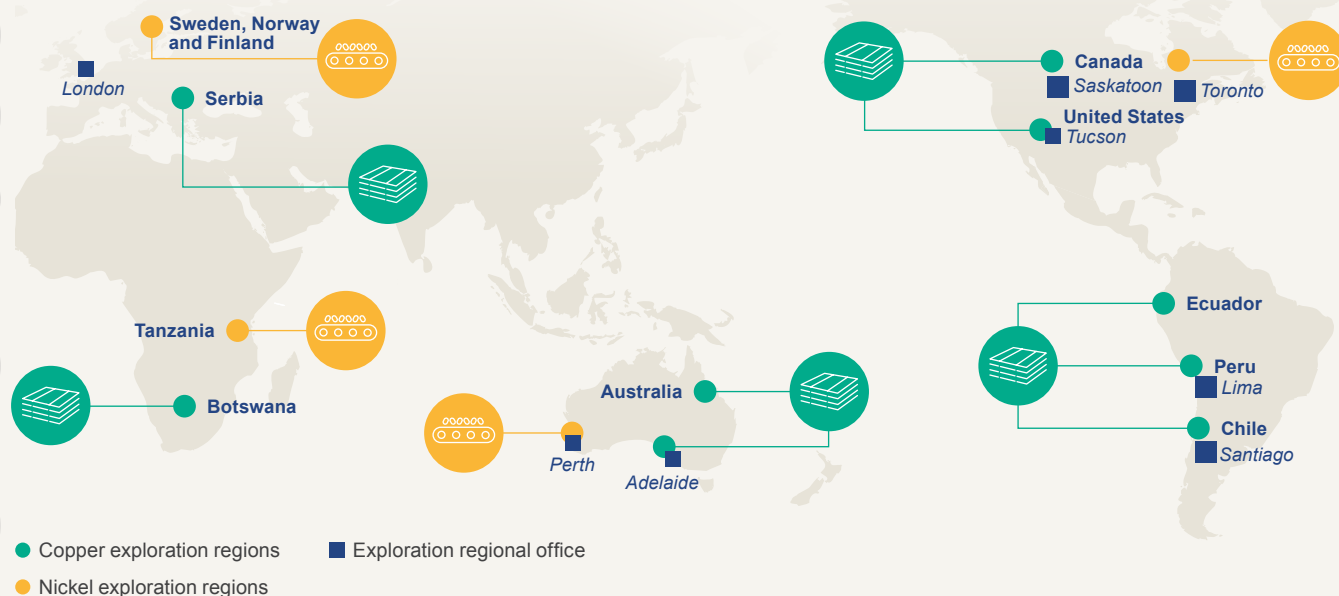 Sweden, Norway
and Finland
London
Serbia
Canada
Saskatoon
Toronto
United States
Tucson
Tanzania
Botswana
Australia
Perth
Adelaide
Ecuador
Peru
Lima
Chile
Santiago
Copper exploration regions
Exploration regional office
Nickel exploration regions